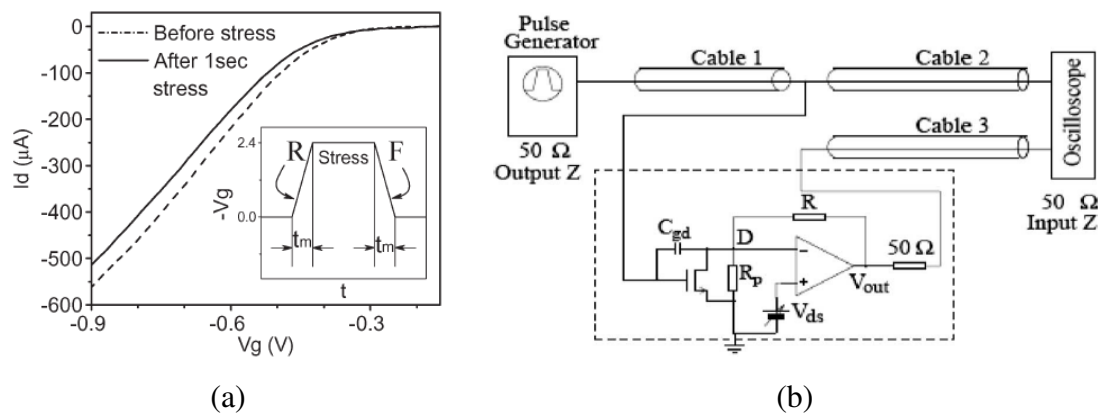 Id (μA)
0
-100
-200
-300
-400
-500
-600
-0.9
-0.6
-0.3
Vg (V)
Before stress
After 1sec
stress
-Vg
2.4
0.0
R
Stress
F
tm
tm
t
(a)
Pulse
Generator
50 Ω
Output Z
Cable 1
Cable 2
Cable 3
Oscilloscope
50 Ω
Input Z
R
Cgd
D
Rp
−
+
Vds
Vout
50 Ω
(b)